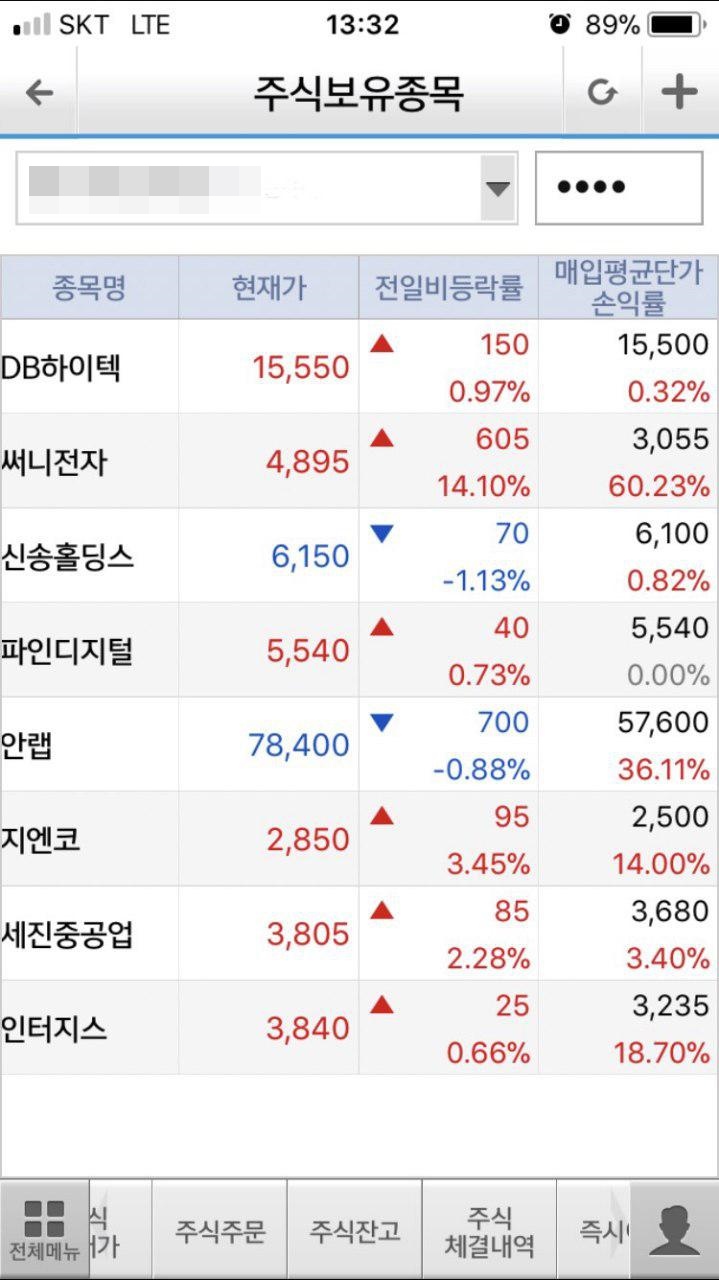 SKT LTE 13:32 89%
주식보유종목
••••
종목명 현재가 전일비등락률 매입평균단가
손익률
DB하이텍 15,550 ▲ 150 15,500
0.97% 0.32%
써니전자 4,895 ▲ 605 3,055
14.10% 60.23%
신송홀딩스 6,150 ▼ 70 6,100
-1.13% 0.82%
파인디지털 5,540 ▲ 40 5,540
0.73% 0.00%
안랩 78,400 ▼ 700 57,600
-0.88% 36.11%
지엔코 2,850 ▲ 95 2,500
3.45% 14.00%
세진중공업 3,805 ▲ 85 3,680
2.28% 3.40%
인터지스 3,840 ▲ 25 3,235
0.66% 18.70%
전체메뉴
주식주문
주식잔고
주식
체결내역
즉시